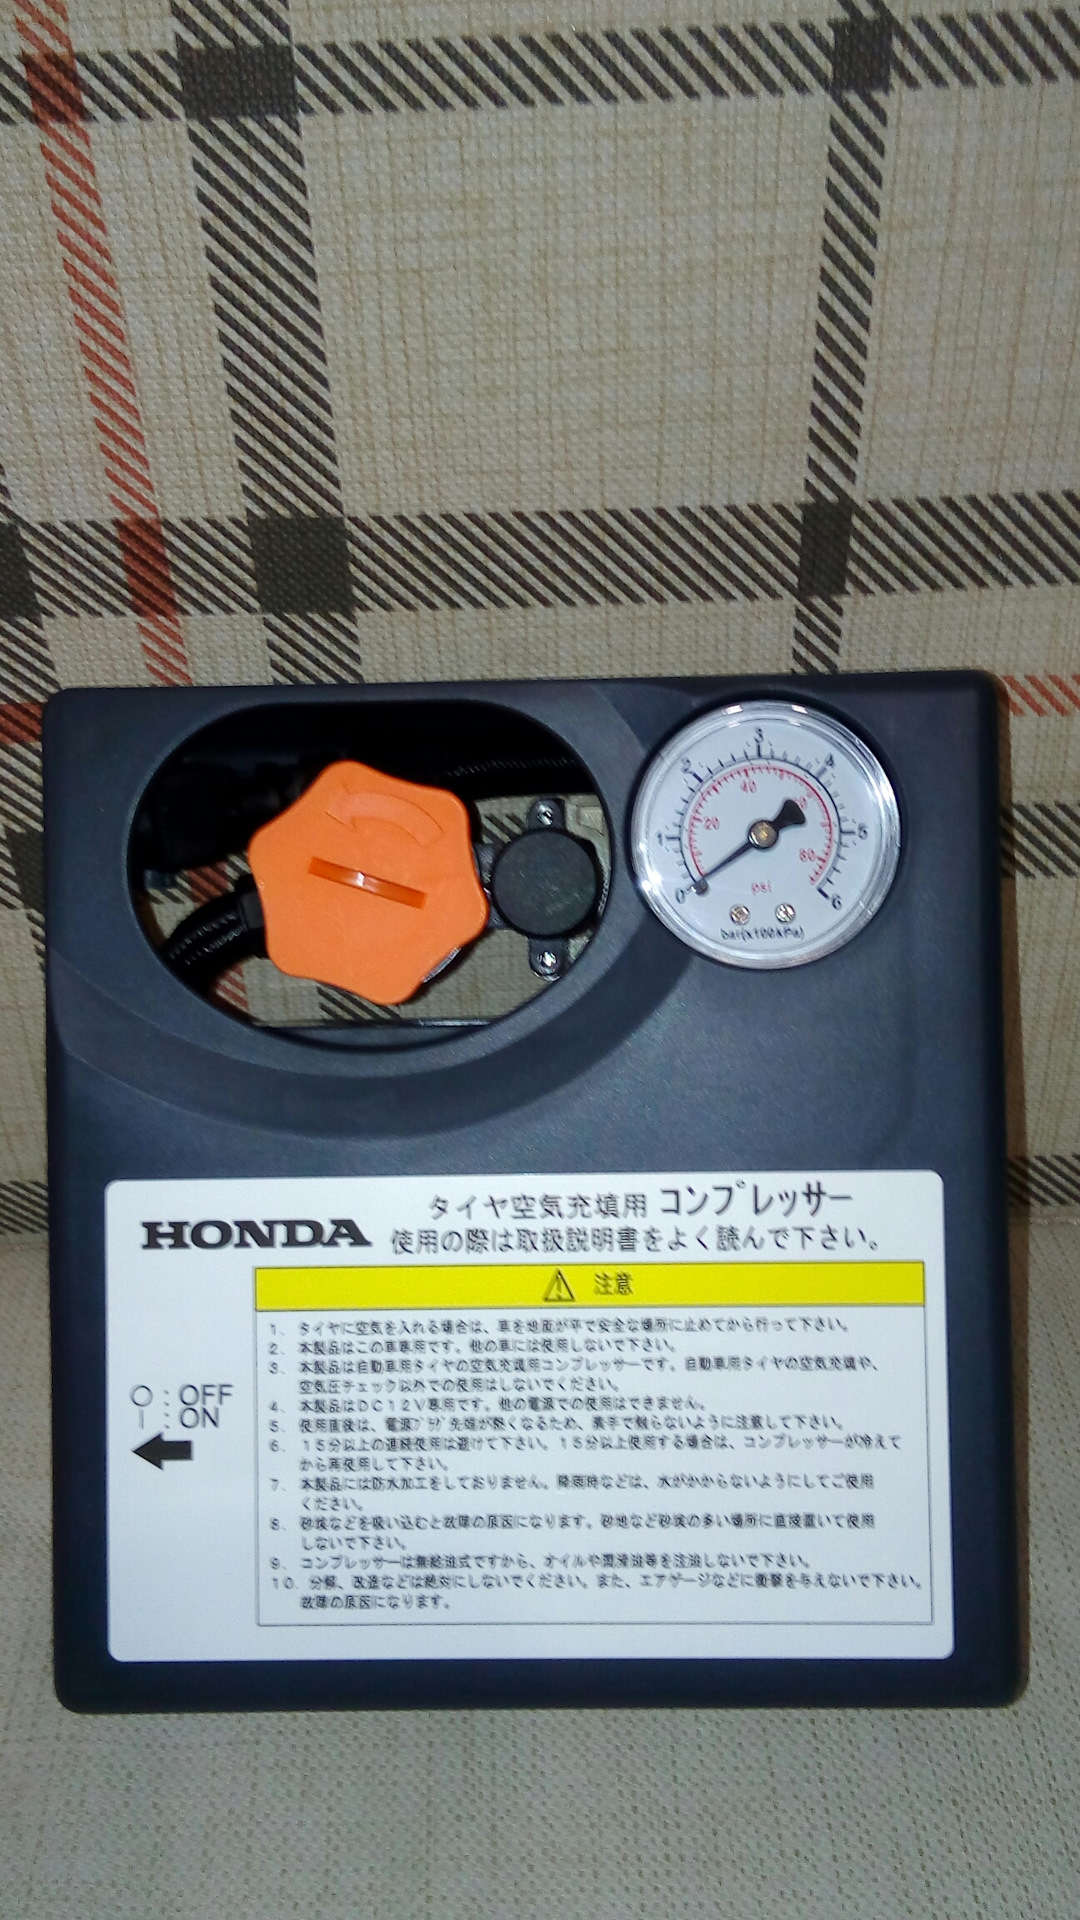 3
2
4
40
1
20
5
80
0
psi
6
bar(x100kPa)
HONDA
タイヤ空気充填用 コンプレッサー
使用の際は取扱説明書をよく読んで下さい。
注意
1. タイヤに空気を入れる場合は、車を地面が平で安全な場所に止めてから行って下さい。
2. 本製品はこの車専用です。他の車には使用しないで下さい。
3. 本製品は自動車用タイヤの空気充填用コンプレッサーです。自動車用タイヤの空気充填や、
空気圧チェック以外での使用はしないでください。
4. 本製品はDC12V専用です。他の電源での使用はできません。
5. 使用直後は、電源プラグ先端が熱くなるため、素手で触らないように注意して下さい。
6. 15分以上の連続使用は避けて下さい。15分以上使用する場合は、コンプレッサーが冷えて
から再使用して下さい。
7. 本製品には防水加工をしておりません。降雨時などは、水がかからないようにしてご使用
ください。
8. 砂埃などを吸い込むと故障の原因になります。砂地など砂埃の多い場所に直接置いて使用
しないで下さい。
9. コンプレッサーは無給油式ですから、オイルや潤滑油等を注油しないで下さい。
10. 分解、改造などは絶対にしないでください。また、エアゲージなどに衝撃を与えないで下さい。
故障の原因になります。
○ : OFF
| : ON